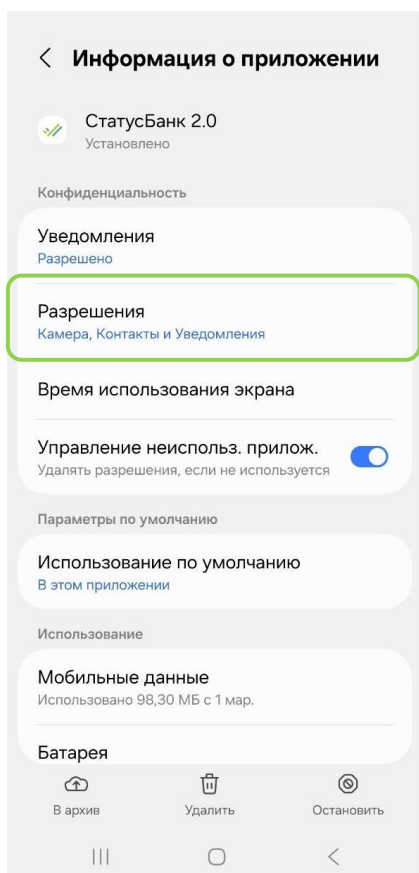 Информация о приложении
СтатусБанк 2.0
Установлено
Конфиденциальность
Уведомления
Разрешено
Разрешения
Камера, Контакты и Уведомления
Время использования экрана
Управление неиспольз. прилож.
Удалять разрешения, если не используется
Параметры по умолчанию
Использование по умолчанию
В этом приложении
Использование
Мобильные данные
Использовано 98,30 МБ с 1 мар.
Батарея
В архив
Удалить
Остановить